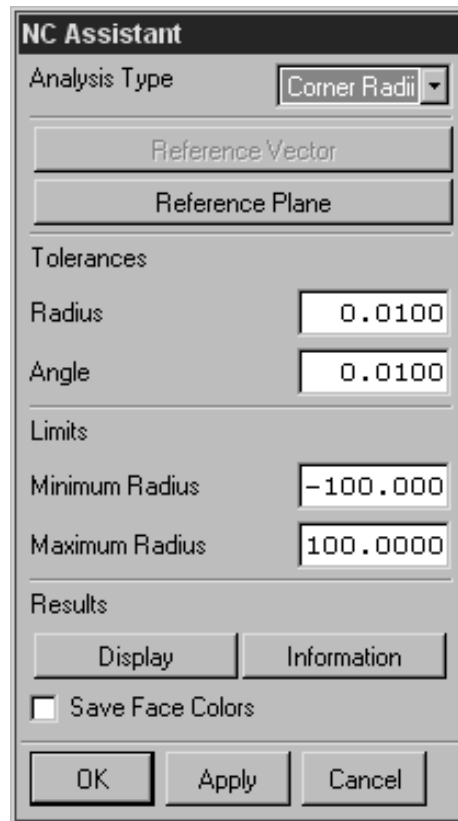 NC Assistant
Analysis Type Corner Radii
Reference Vector
Reference Plane
Tolerances
Radius 0.0100
Angle 0.0100
Limits
Minimum Radius -100.000
Maximum Radius 100.0000
Results
Display Information
Save Face Colors
OK Apply Cancel